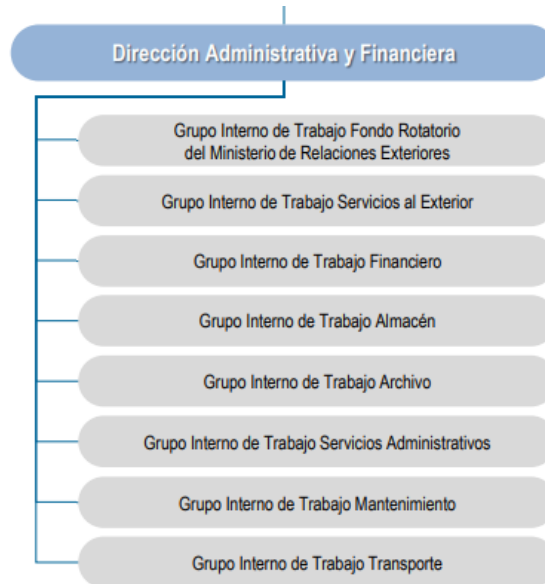 Dirección Administrativa y Financiera
Grupo Interno de Trabajo Fondo Rotatorio
del Ministerio de Relaciones Exteriores
Grupo Interno de Trabajo Servicios al Exterior
Grupo Interno de Trabajo Financiero
Grupo Interno de Trabajo Almacén
Grupo Interno de Trabajo Archivo
Grupo Interno de Trabajo Servicios Administrativos
Grupo Interno de Trabajo Mantenimiento
Grupo Interno de Trabajo Transporte